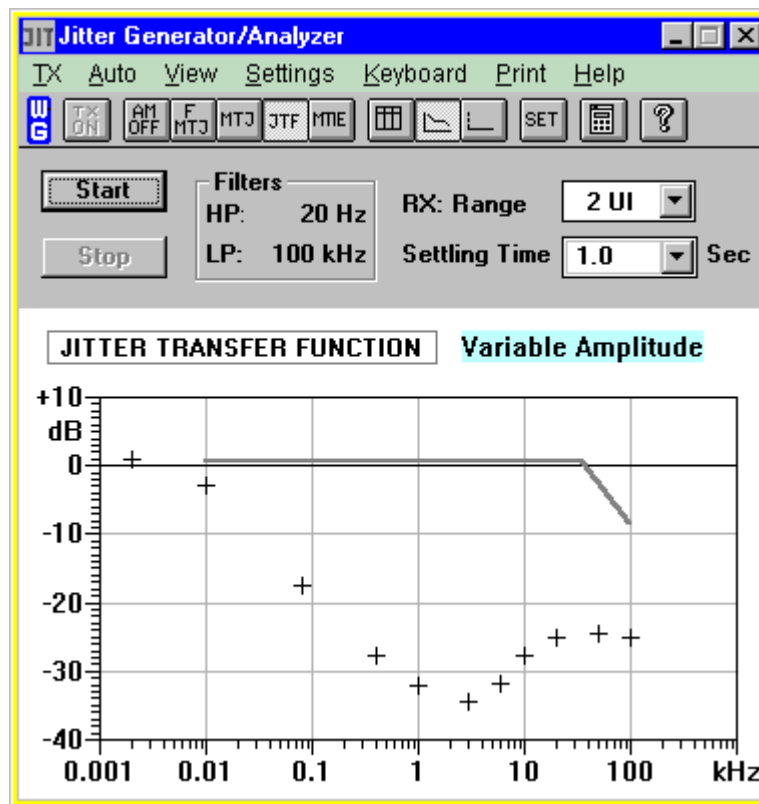 JIT Jitter Generator/Analyzer
TX Auto View Settings Keyboard Print Help
WG TX ON AM OFF F MTJ MTJ JTF MTIE SET ?
Start
Stop
Filters
HP: 20 Hz
LP: 100 kHz
RX: Range 2 UI
Settling Time 1.0 Sec
JITTER TRANSFER FUNCTION Variable Amplitude
+10
dB
0
-10
-20
-30
-40
0.001 0.01 0.1 1 10 100 kHz